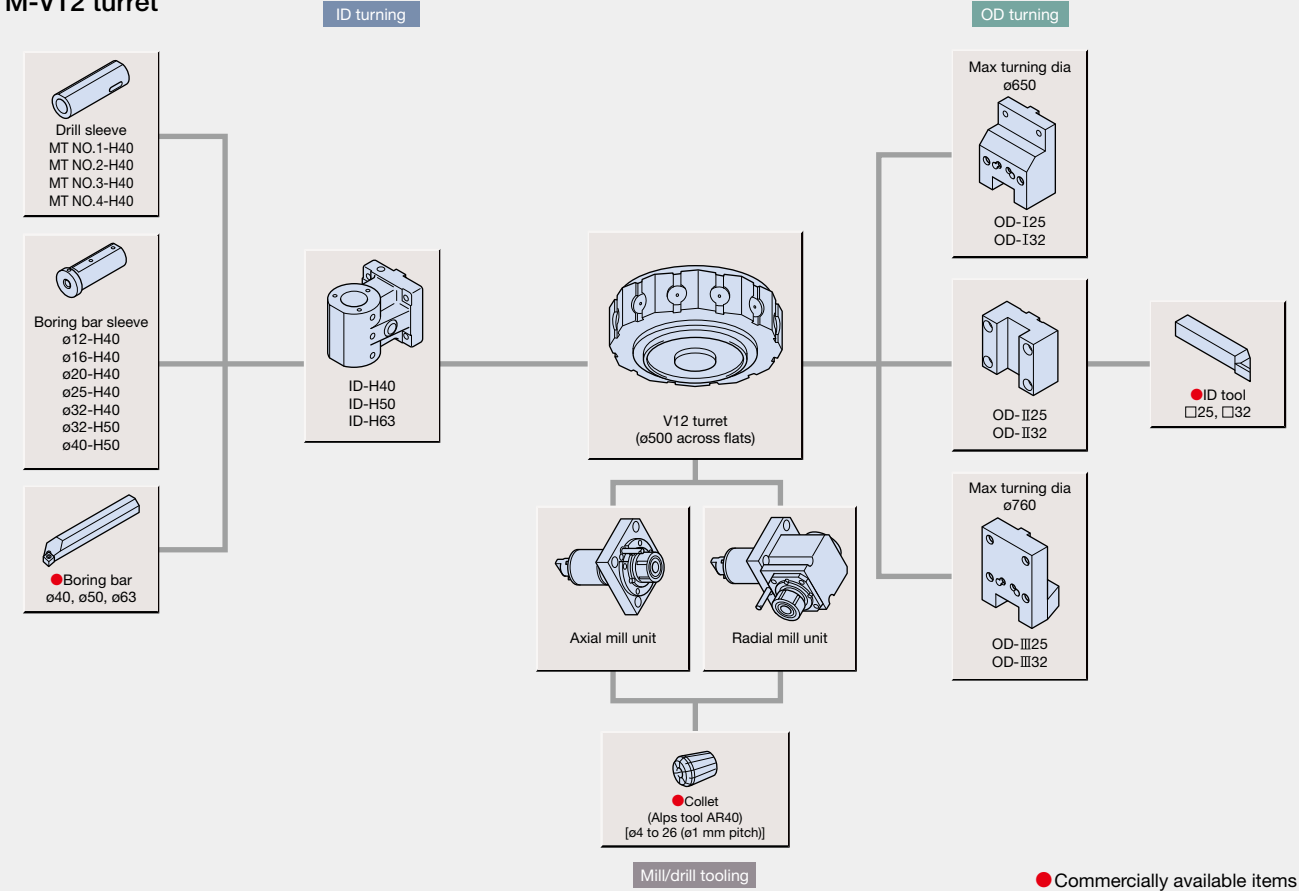 M-V12 turret
ID turning
OD turning
Drill sleeve
MT NO.1-H40
MT NO.2-H40
MT NO.3-H40
MT NO.4-H40
Boring bar sleeve
ø12-H40
ø16-H40
ø20-H40
ø25-H40
ø32-H40
ø32-H50
ø40-H50
●Boring bar
ø40, ø50, ø63
ID-H40
ID-H50
ID-H63
V12 turret
(ø500 across flats)
Axial mill unit
Radial mill unit
●Collet
(Alps tool AR40)
[ø4 to 26 (ø1 mm pitch)]
Mill/drill tooling
Max turning dia
ø650
OD-Ⅰ25
OD-Ⅰ32
OD-Ⅱ25
OD-Ⅱ32
Max turning dia
ø760
OD-Ⅲ25
OD-Ⅲ32
●ID tool
□25, □32
●Commercially available items